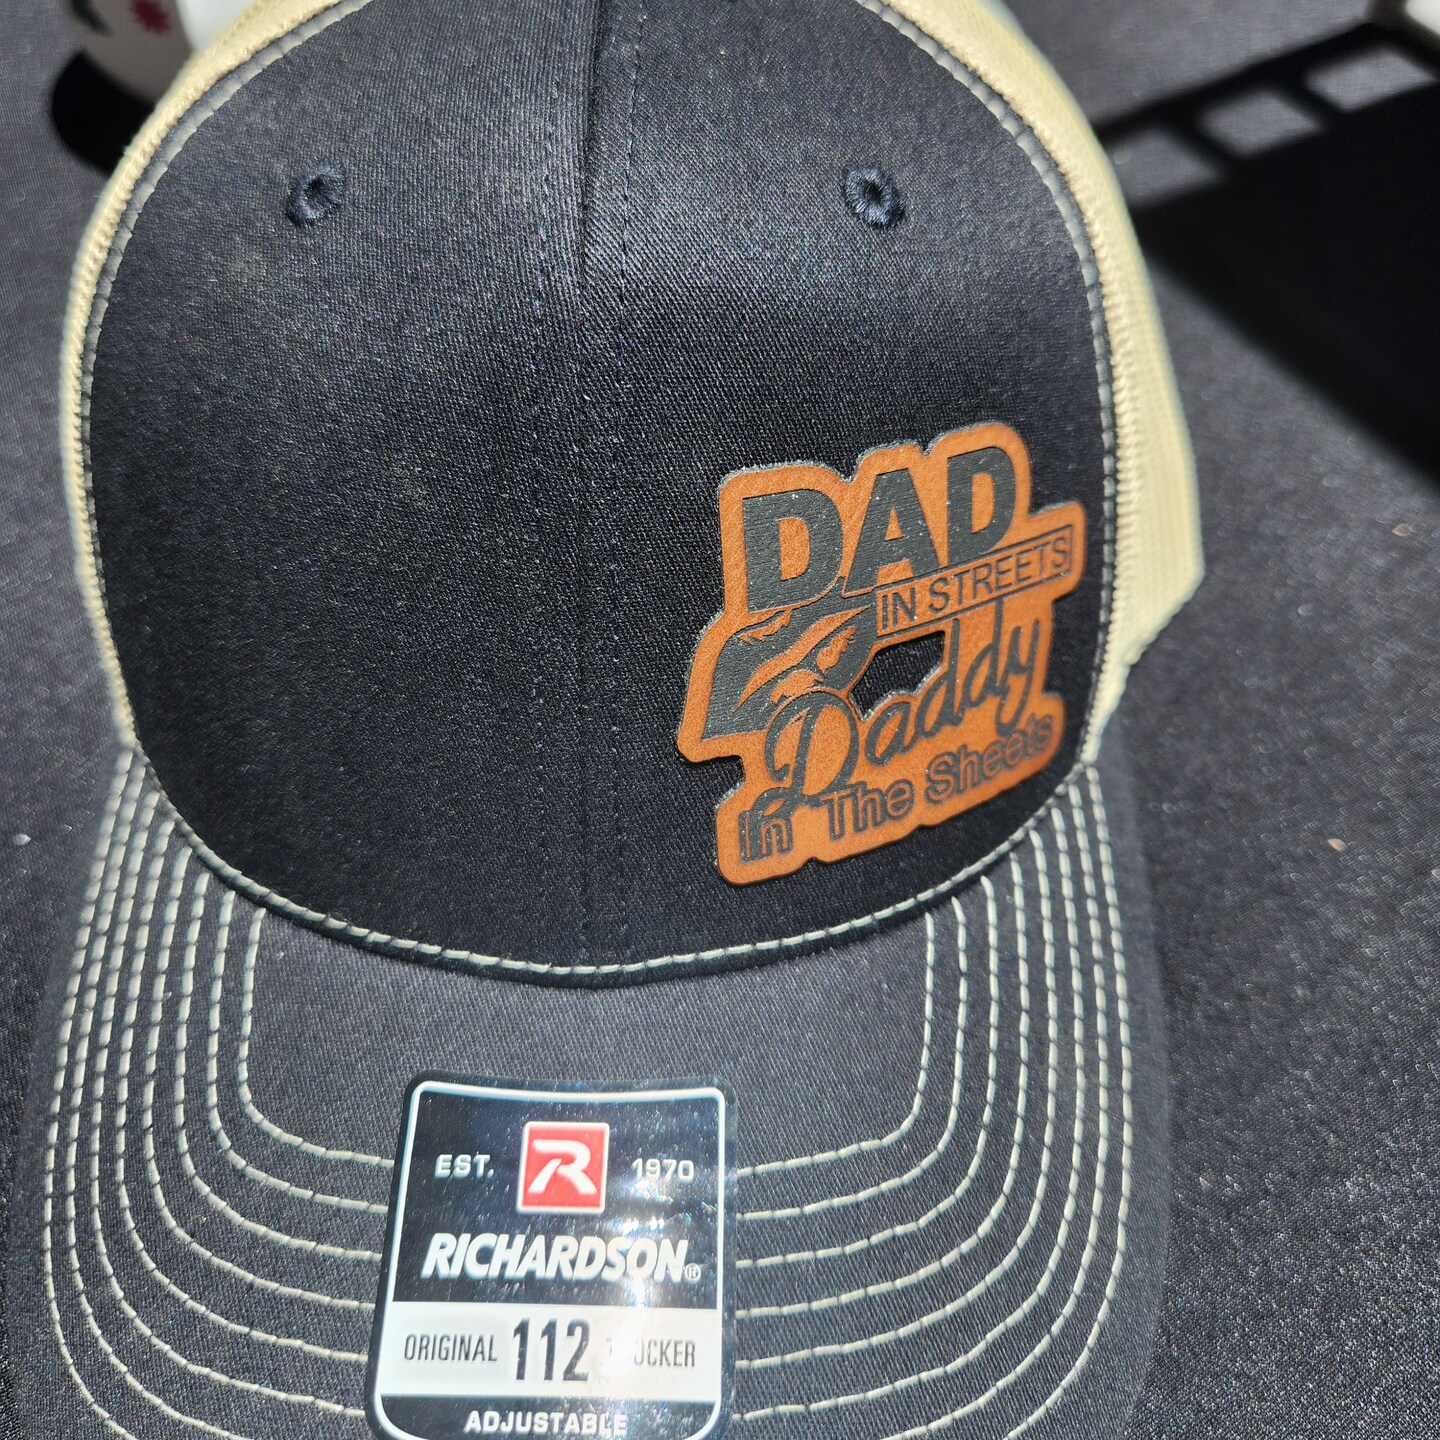 DAD
IN STREETS
Daddy
In The Sheets
EST. R 1970
RICHARDSON®
ORIGINAL 112
ADJUSTABLE